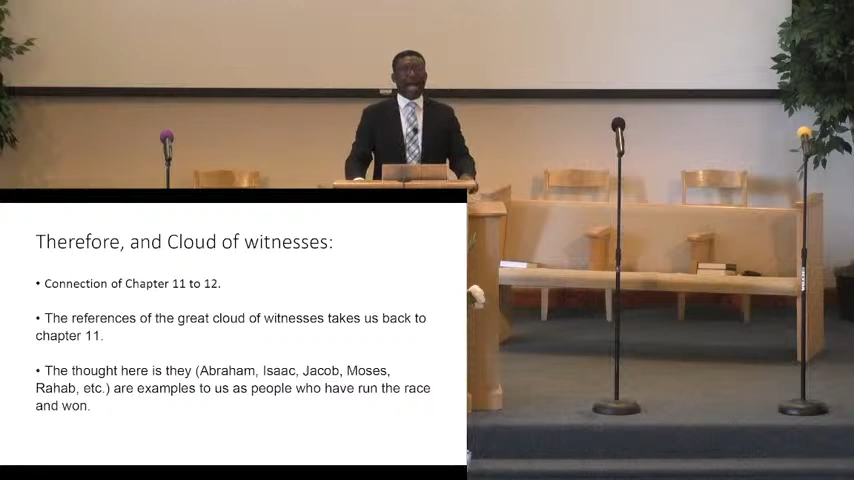 Therefore, and Cloud of witnesses:
• Connection of Chapter 11 to 12.
• The references of the great cloud of witnesses takes us back to
chapter 11.
• The thought here is they (Abraham, Isaac, Jacob, Moses,
Rahab, etc.) are examples to us as people who have run the race
and won.